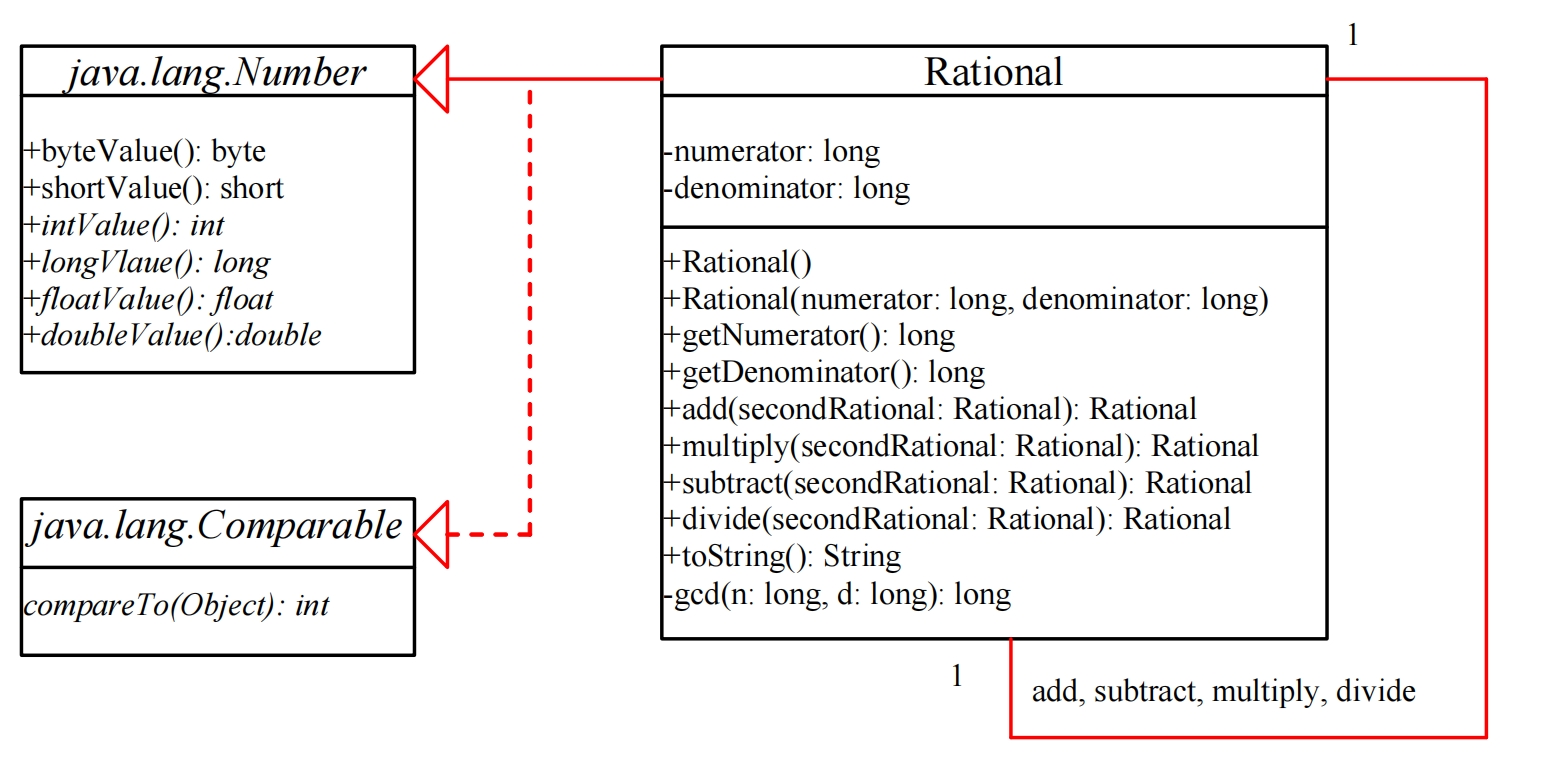 java.lang.Number
+byteValue(): byte
+shortValue(): short
+intValue(): int
+longVlaue(): long
+floatValue(): float
+doubleValue():double
java.lang.Comparable
compareTo(Object): int
1
Rational
-numerator: long
-denominator: long
+Rational()
+Rational(numerator: long, denominator: long)
+getNumerator(): long
+getDenominator(): long
+add(secondRational: Rational): Rational
+multiply(secondRational: Rational): Rational
+subtract(secondRational: Rational): Rational
+divide(secondRational: Rational): Rational
+toString(): String
-gcd(n: long, d: long): long
1
add, subtract, multiply, divide